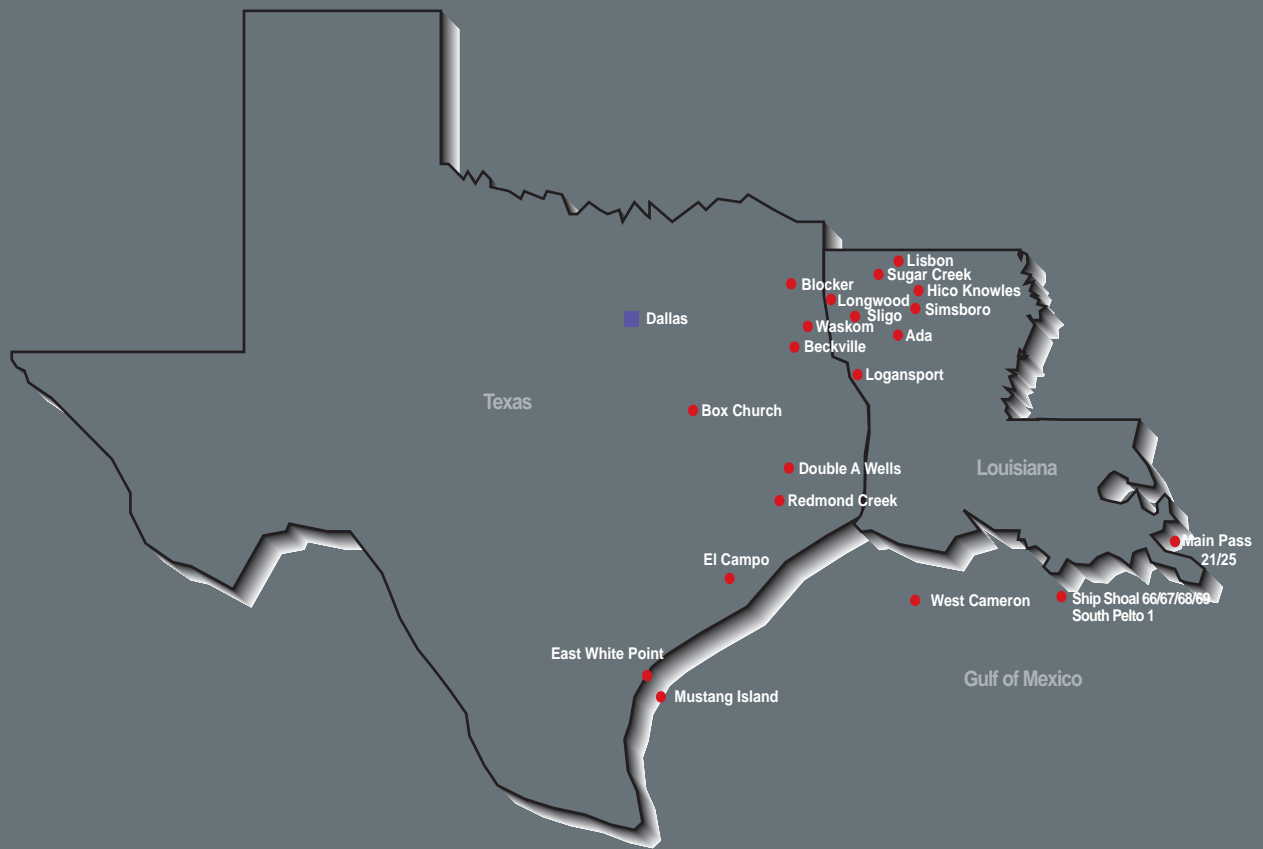 Lisbon
Sugar Creek
Blocker
Hico Knowles
Longwood
Simsboro
Sligo
Dallas
Waskom
Ada
Beckville
Logansport
Texas
Box Church
Louisiana
Double A Wells
Redmond Creek
Main Pass
21/25
El Campo
West Cameron
Ship Shoal 66/67/68/69
South Pelto 1
East White Point
Gulf of Mexico
Mustang Island